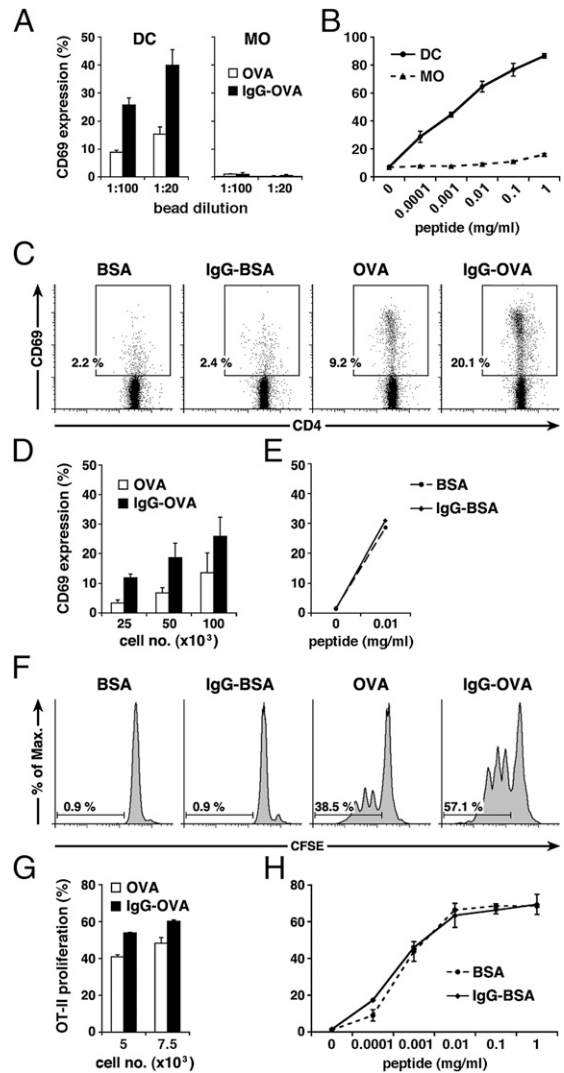 A
DC MO
CD69 expression (%)
50
40
30
20
10
0
OVA
IgG-OVA
1:100 1:20 1:100 1:20
bead dilution
B
100
80
60
40
20
0
DC
MO
0 0.0001 0.001 0.01 0.1 1
peptide (mg/ml)
C
BSA IgG-BSA OVA IgG-OVA
CD69
2.2 % 2.4 % 9.2 % 20.1 %
CD4
D
CD69 expression (%)
50
40
30
20
10
0
OVA
IgG-OVA
25 50 100
cell no. (x10³)
E
50
40
30
20
10
0
BSA
IgG-BSA
0 0.01
peptide (mg/ml)
F
BSA IgG-BSA OVA IgG-OVA
% of Max.
0.9 % 0.9 % 38.5 % 57.1 %
CFSE
G
OT-II proliferation (%)
80
60
40
20
0
OVA
IgG-OVA
5 7.5
cell no. (x10³)
H
80
60
40
20
0
BSA
IgG-BSA
0 0.0001 0.001 0.01 0.1 1
peptide (mg/ml)